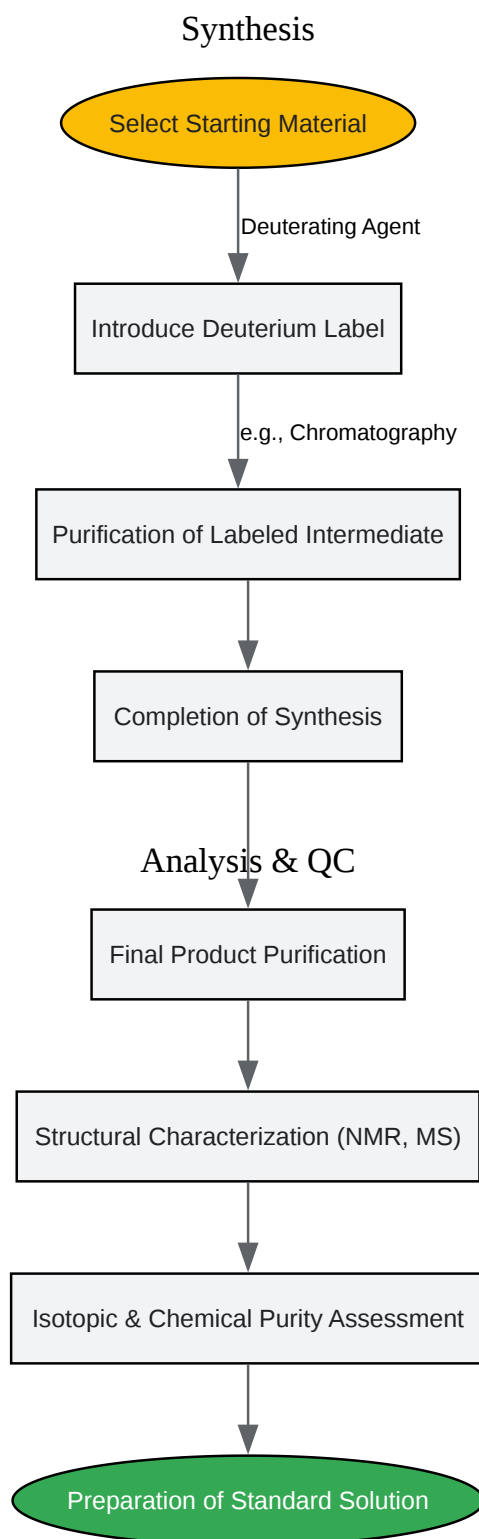 Synthesis
Select Starting Material
Deuterating Agent
Introduce Deuterium Label
e.g., Chromatography
Purification of Labeled Intermediate
Completion of Synthesis
Analysis & QC
Final Product Purification
Structural Characterization (NMR, MS)
Isotopic & Chemical Purity Assessment
Preparation of Standard Solution